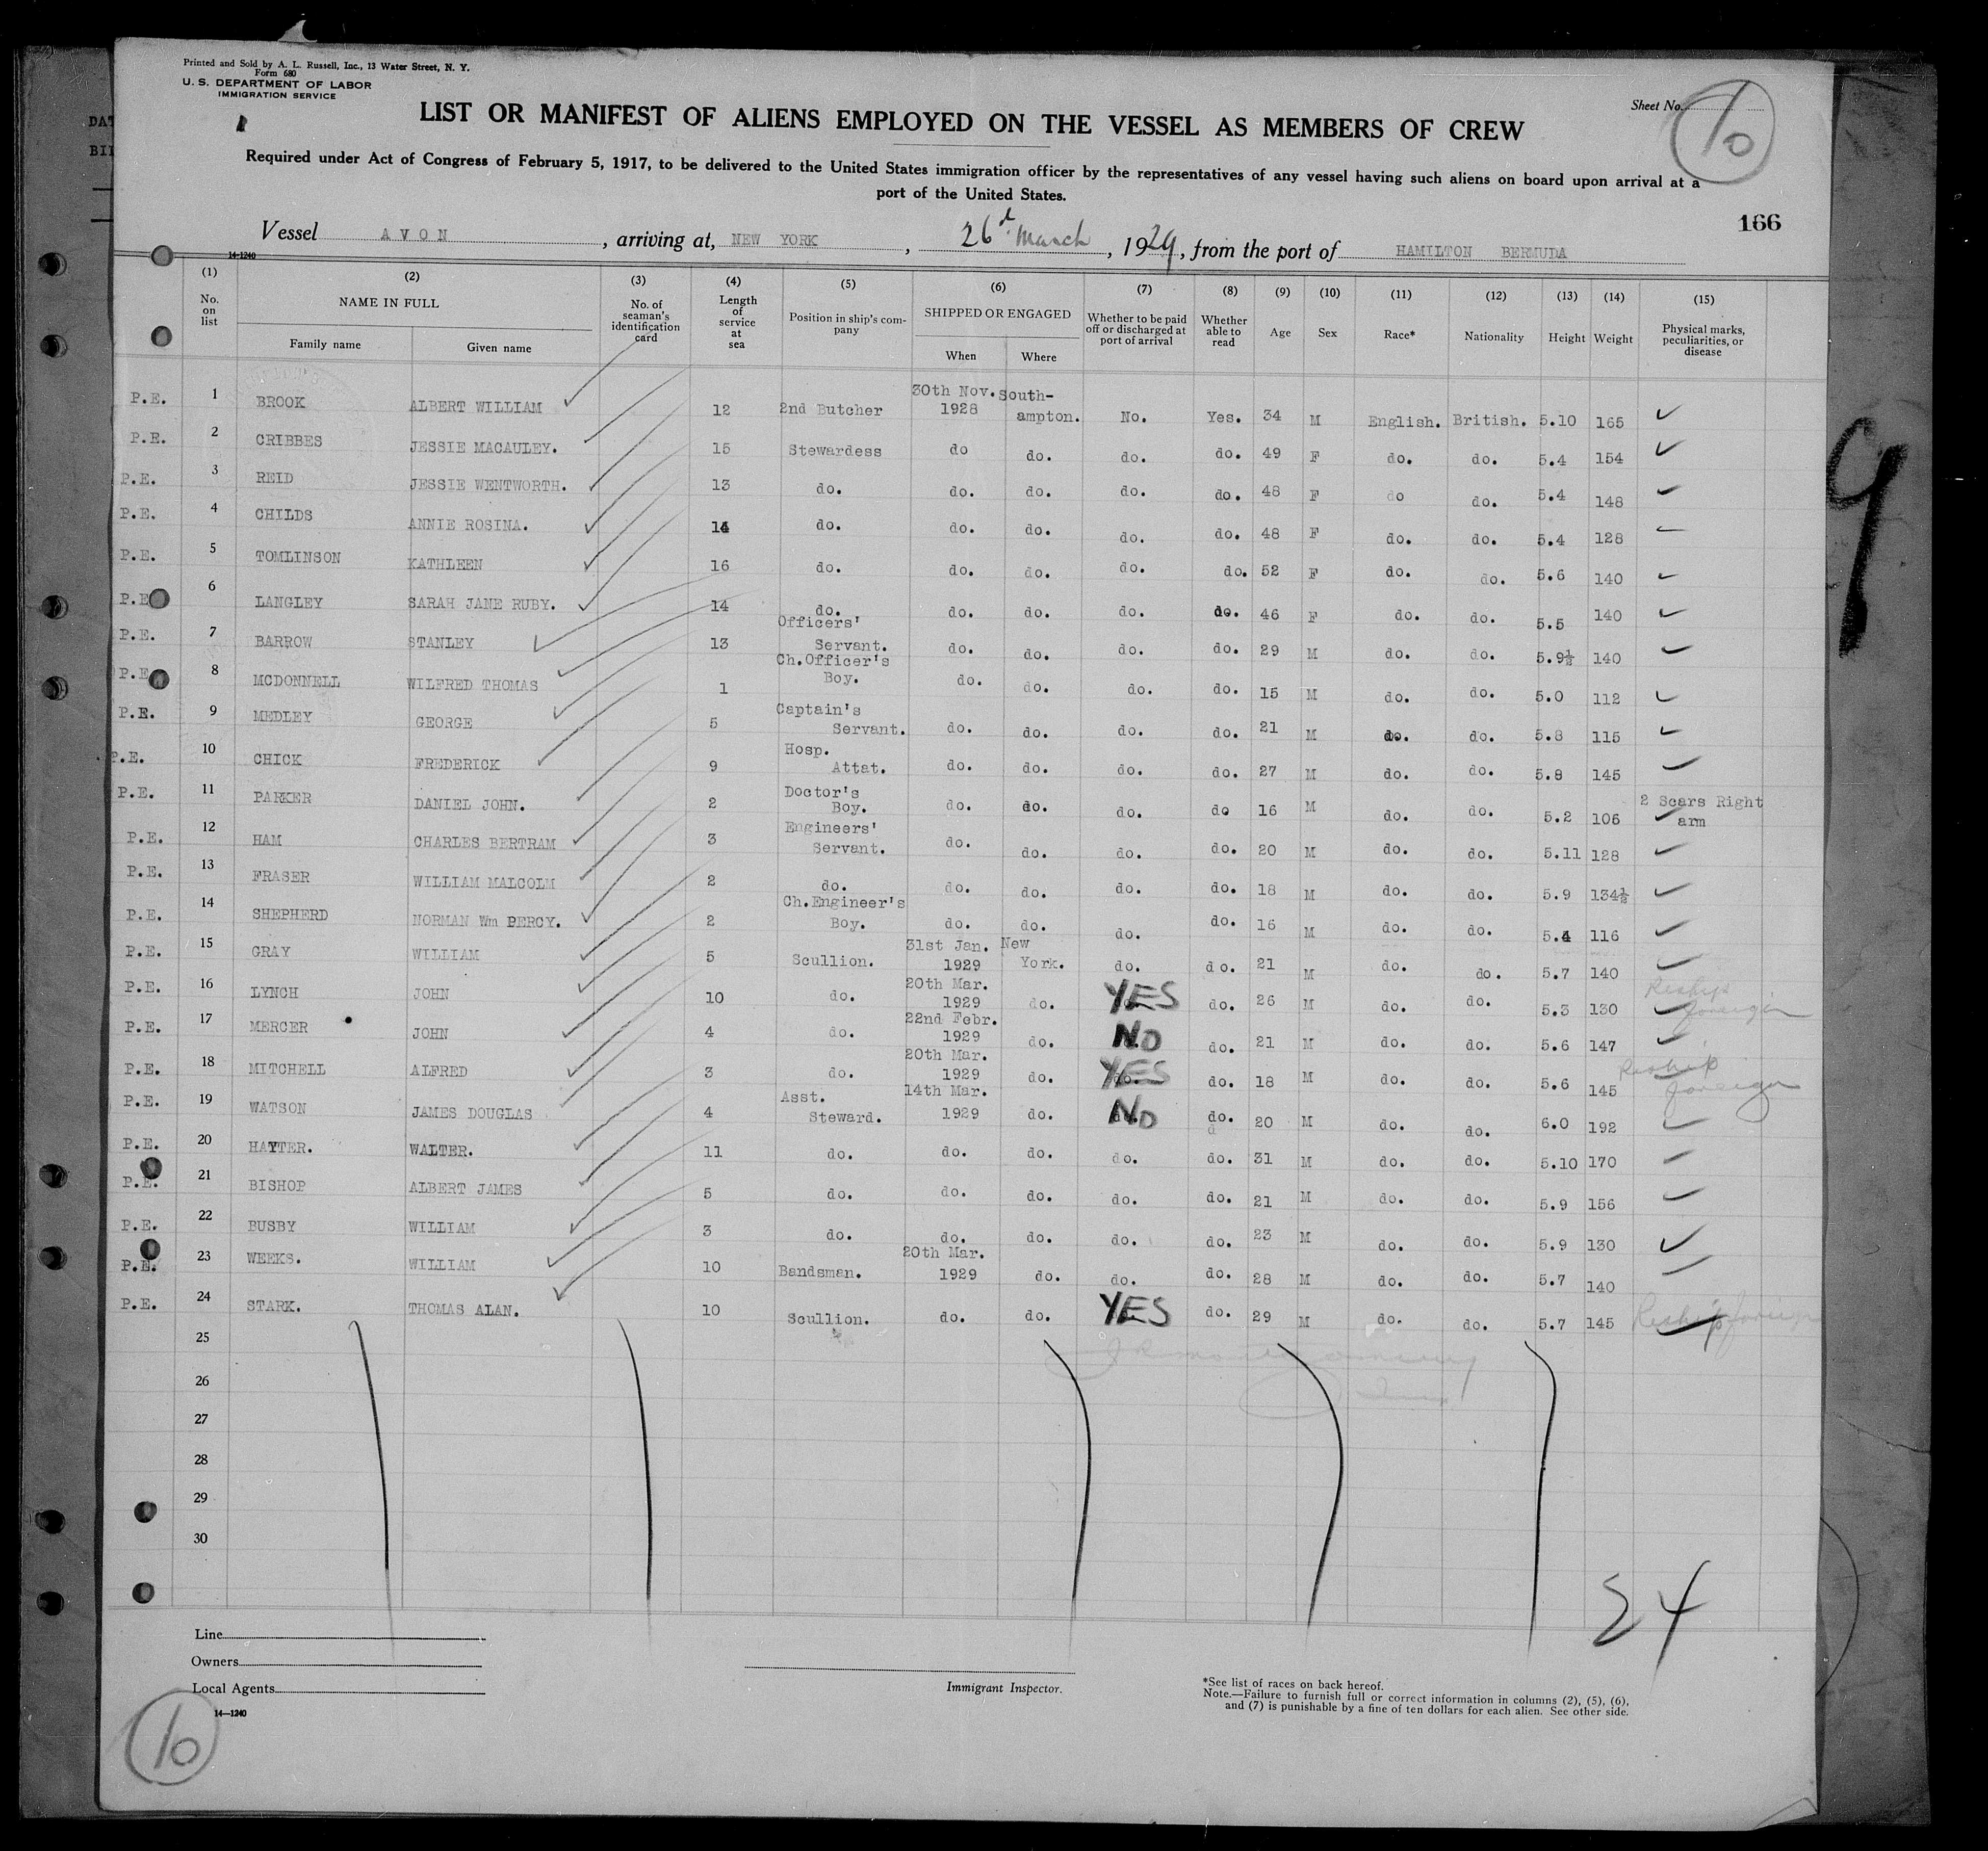 DAT
BII
Printed and Sold by A. L. Russell, Inc., 13 Water Street, N. Y.
Form 680
U. S. DEPARTMENT OF LABOR
IMMIGRATION SERVICE
Sheet No.
10
LIST OR MANIFEST OF ALIENS EMPLOYED ON THE VESSEL AS MEMBERS OF CREW
Required under Act of Congress of February 5, 1917, to be delivered to the United States immigration officer by the representatives of any vessel having such aliens on board upon arrival at a
port of the United States.
166
Vessel AVON, arriving at, NEW YORK, 26th March, 1929, from the port of HAMILTON BERMUDA
14-1240
(1) (2) (3) (4) (5) (6) (7) (8) (9) (10) (11) (12) (13) (14) (15)
No. on list NAME IN FULL Family name Given name No. of seaman's identification card Length of service at sea Position in ship's company SHIPPED OR ENGAGED When Where Whether to be paid off or discharged at port of arrival Whether able to read Age Sex Race* Nationality Height Weight Physical marks, peculiarities, or disease
P.E. 1 BROOK ALBERT WILLIAM 12 2nd Butcher 30th Nov. 1928 South-ampton. No. Yes. 34 M English. British. 5.10 165
P.E. 2 CRIBBES JESSIE MACAULEY. 15 Stewardess do do. do. do. 49 F do. do. 5.4 154
P.E. 3 REID JESSIE WENTWORTH. 13 do. do. do. do. do. 48 F do do. 5.4 148
P.E. 4 CHILDS ANNIE ROSINA. 14 do. do. do. do. do. 48 F do. do. 5.4 128
P.E. 5 TOMLINSON KATHLEEN 16 do. do. do. do. do. 52 F do. do. 5.6 140
P.E. 6 LANGLEY SARAH JANE RUBY. 14 do. do. do. do. do. 46 F do. do. 5.5 140
P.E. 7 BARROW STANLEY 13 Officers' Servant. do. do. do. do. 29 M do. do. 5.9½ 140
P.E. 8 MCDONNELL WILFRED THOMAS 1 Ch.Officer's Boy. do. do. do. do. 15 M do. do. 5.0 112
P.E. 9 MEDLEY GEORGE 5 Captain's Servant. do. do. do. do. 21 M do. do. 5.8 115
P.E. 10 CHICK FREDERICK 9 Hosp. Attat. do. do. do. do. 27 M do. do. 5.8 145
P.E. 11 PARKER DANIEL JOHN. 2 Doctor's Boy. do. do. do. do 16 M do. do. 5.2 106 2 Scars Right arm
P.E. 12 HAM CHARLES BERTRAM 3 Engineers' Servant. do. do. do. do. 20 M do. do. 5.11 128
P.E. 13 FRASER WILLIAM MALCOLM 2 do. do. do. do. do. 18 M do. do. 5.9 134½
P.E. 14 SHEPHERD NORMAN Wm PERCY. 2 Ch.Engineer's Boy. do. do. do. do. 16 M do. do. 5.4 116
P.E. 15 GRAY WILLIAM 5 Scullion. 31st Jan. 1929 New York. do. do. 21 M do. do. 5.7 140
P.E. 16 LYNCH JOHN 10 do. 20th Mar. 1929 do. YES do. 26 M do. do. 5.3 130 Reship foreign
P.E. 17 MERCER JOHN 4 do. 22nd Febr. 1929 do. NO do. 21 M do. do. 5.6 147
P.E. 18 MITCHELL ALFRED 3 do. 20th Mar. 1929 do. YES do. 18 M do. do. 5.6 145 Reship foreign
P.E. 19 WATSON JAMES DOUGLAS 4 Asst. Steward. 14th Mar. 1929 do. NO do. 20 M do. do. 6.0 192
P.E. 20 HAYTER. WALTER. 11 do. do. do. do. do. 31 M do. do. 5.10 170
P.E. 21 BISHOP ALBERT JAMES 5 do. do. do. do. do. 21 M do. do. 5.9 156
P.E. 22 BUSBY WILLIAM 3 do. do. do. do. do. 23 M do. do. 5.9 130
P.E. 23 WEEKS. WILLIAM 10 Bandsman. 20th Mar. 1929 do. do. do. 28 M do. do. 5.7 140
P.E. 24 STARK. THOMAS ALAN. 10 Scullion. do. do. YES do. 29 M do. do. 5.7 145 Reship foreign
25
26
27
28
29
30
24
Line
Owners
Local Agents
14—1240
Immigrant Inspector.
*See list of races on back hereof.
Note.—Failure to furnish full or correct information in columns (2), (5), (6),
and (7) is punishable by a fine of ten dollars for each alien. See other side.
10
9